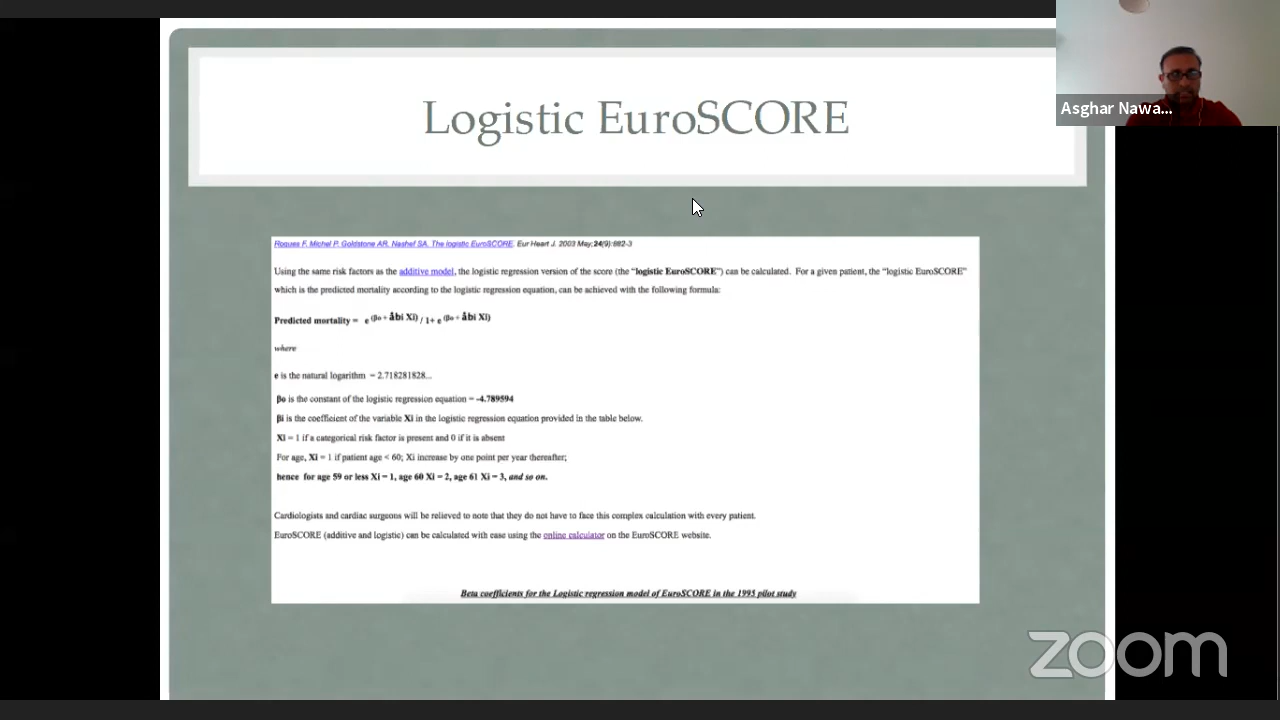 Logistic EuroSCORE
Asghar Nawa...
Roques F, Michel P, Goldstone AR, Nashef SA. The logistic EuroSCORE. Eur Heart J. 2003 May;24(9):882-3
Using the same risk factors as the additive model, the logistic regression version of the score (the "logistic EuroSCORE") can be calculated. For a given patient, the "logistic EuroSCORE"
which is the predicted mortality according to the logistic regression equation, can be achieved with the following formula:
Predicted mortality = e (βo + åbi Xi) / 1+ e (βo + åbi Xi)
where
e is the natural logarithm = 2.718281828...
βo is the constant of the logistic regression equation = -4.789594
βi is the coefficient of the variable Xi in the logistic regression equation provided in the table below.
Xi = 1 if a categorical risk factor is present and 0 if it is absent
For age, Xi = 1 if patient age < 60; Xi increase by one point per year thereafter;
hence for age 59 or less Xi = 1, age 60 Xi = 2, age 61 Xi = 3, and so on.
Cardiologists and cardiac surgeons will be relieved to note that they do not have to face this complex calculation with every patient.
EuroSCORE (additive and logistic) can be calculated with ease using the online calculator on the EuroSCORE website.
Beta coefficients for the Logistic regression model of EuroSCORE in the 1995 pilot study
zoom